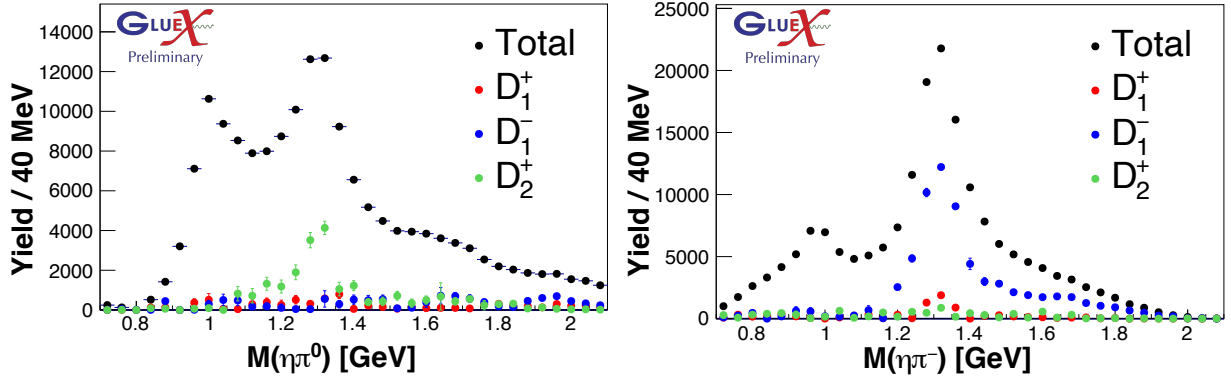 GLUEX
Preliminary
Total
D₁⁺
D₁⁻
D₂⁺
Yield / 40 MeV
14000
12000
10000
8000
6000
4000
2000
0
1
0.8
1.2
1.4
1.6
1.8
2
M(ηπ⁰) [GeV]
GLUEX
Preliminary
Total
D₁⁺
D₁⁻
D₂⁺
Yield / 40 MeV
25000
20000
15000
10000
5000
0
0.8
1
1.2
1.4
1.6
1.8
2
M(ηπ⁻) [GeV]